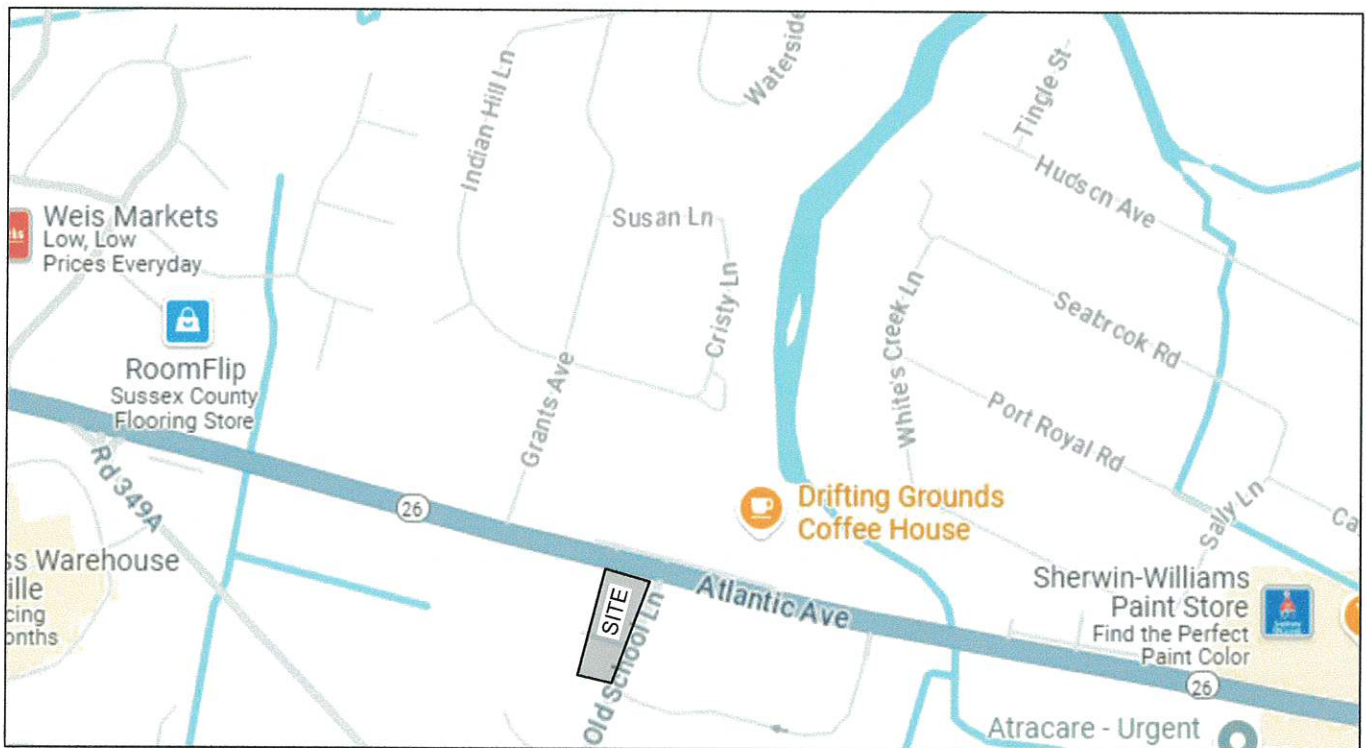 Waterside
Tingle St
Indian Hill Ln
Hudson Ave
Weis Markets
Low, Low
Prices Everyday
Susan Ln
Cristy Ln
White's Creek Ln
Seabrook Rd
RoomFlip
Sussex County
Flooring Store
Grants Ave
Port Royal Rd
Rd 349A
26
Drifting Grounds
Coffee House
Sally Ln
Ca
ss Warehouse
ille
cing
onths
SITE
Old School Ln
Atlantic Ave
Sherwin-Williams
Paint Store
Find the Perfect
Paint Color
26
Atracare - Urgent